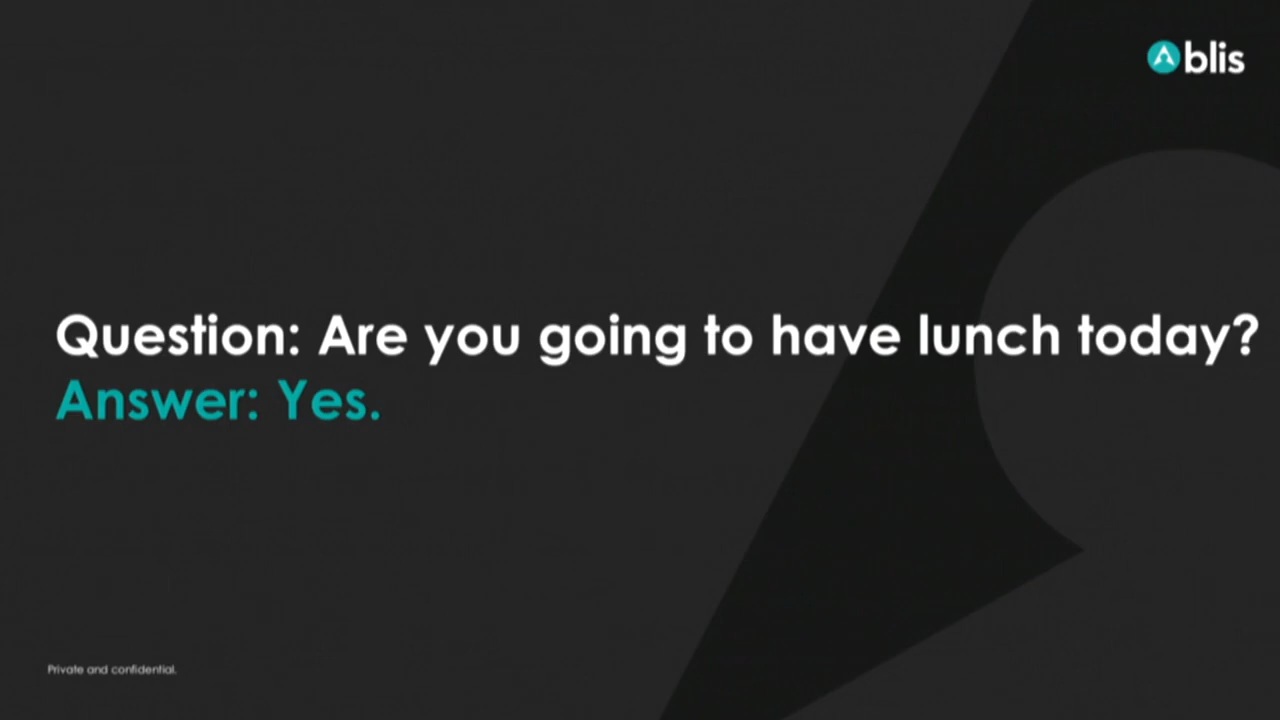 blis
Question: Are you going to have lunch today?
Answer: Yes.
Private and confidential.